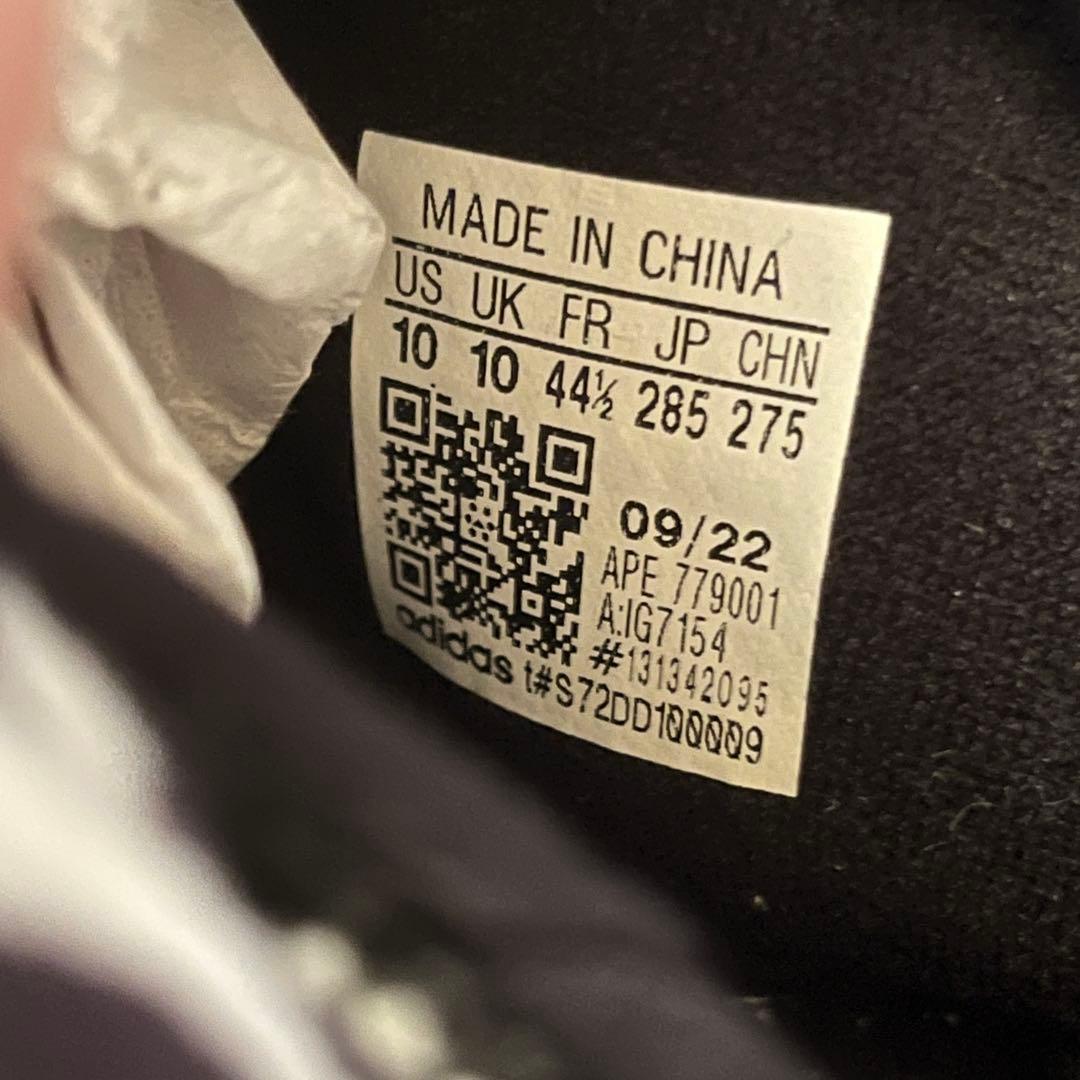 MADE IN CHINA
US UK FR JP CHN
10 10 44½ 285 275
09/22
APE 779001
A:IG7154
#131342095
adidas t#S72DD100009